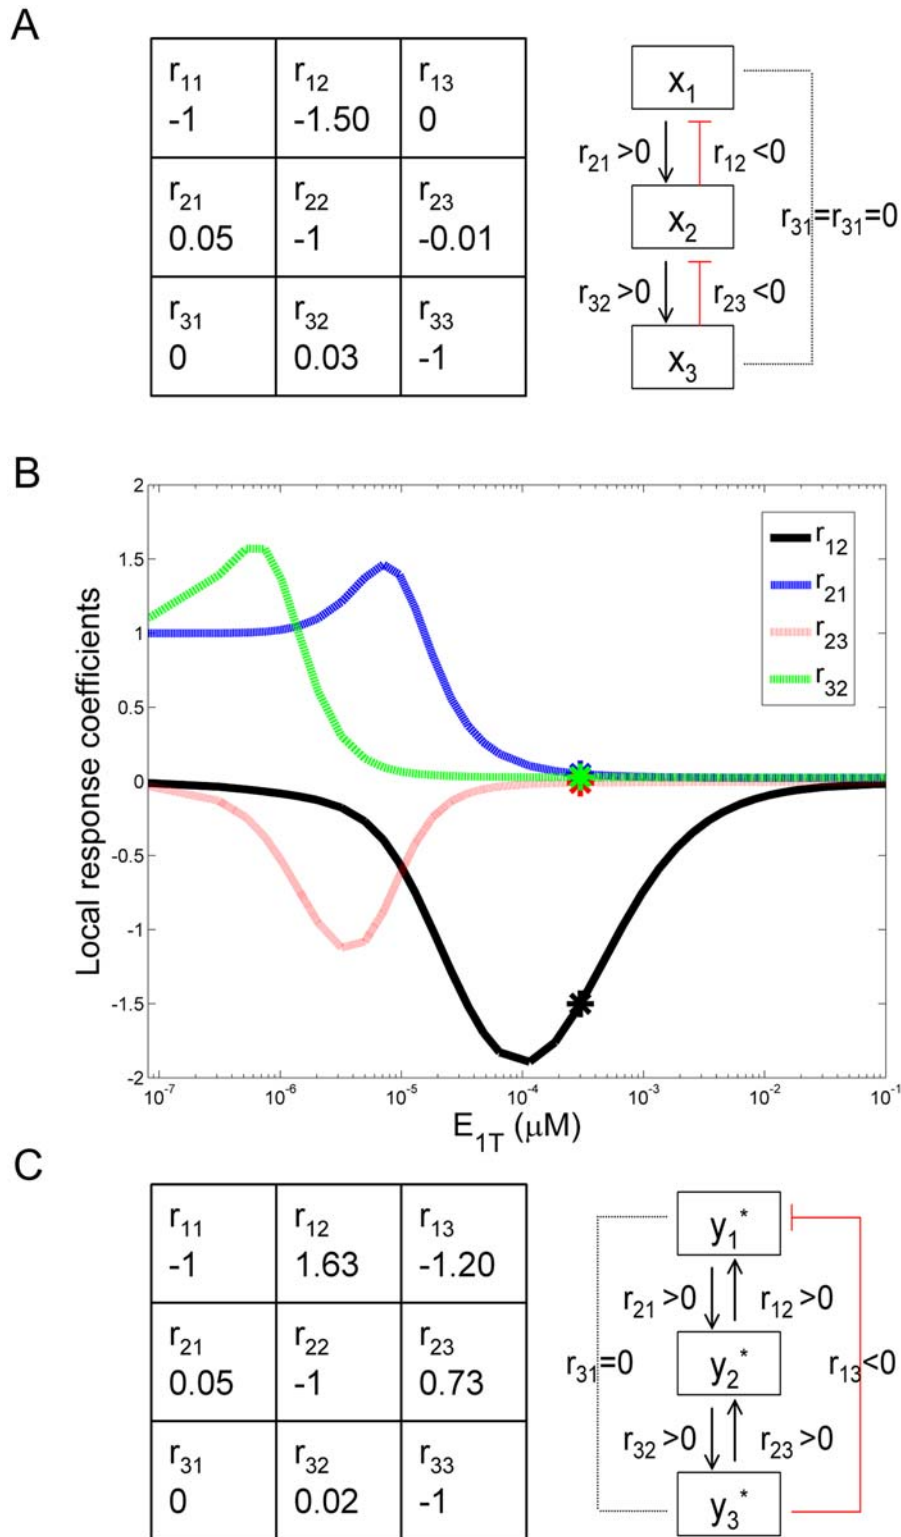 A
r11 r12 r13
-1 -1.50 0
r21 r22 r23
0.05 -1 -0.01
r31 r32 r33
0 0.03 -1
x1
r21 >0 r12 <0
x2
r31=r31=0
r32 >0 r23 <0
x3
B
Local response coefficients
2
1.5
1
0.5
0
-0.5
-1
-1.5
-2
10-7 10-6 10-5 10-4 10-3 10-2 10-1
E1T (μM)
r12
r21
r23
r32
C
r11 r12 r13
-1 1.63 -1.20
r21 r22 r23
0.05 -1 0.73
r31 r32 r33
0 0.02 -1
y1*
r21 >0 r12 >0
y2*
r31=0 r13<0
r32 >0 r23 >0
y3*